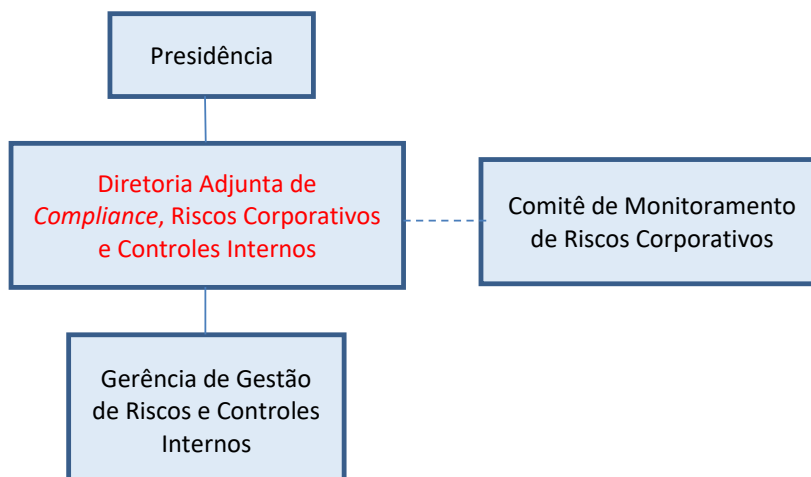 Presidência
Diretoria Adjunta de
Compliance, Riscos Corporativos
e Controles Internos
Comitê de Monitoramento
de Riscos Corporativos
Gerência de Gestão
de Riscos e Controles
Internos